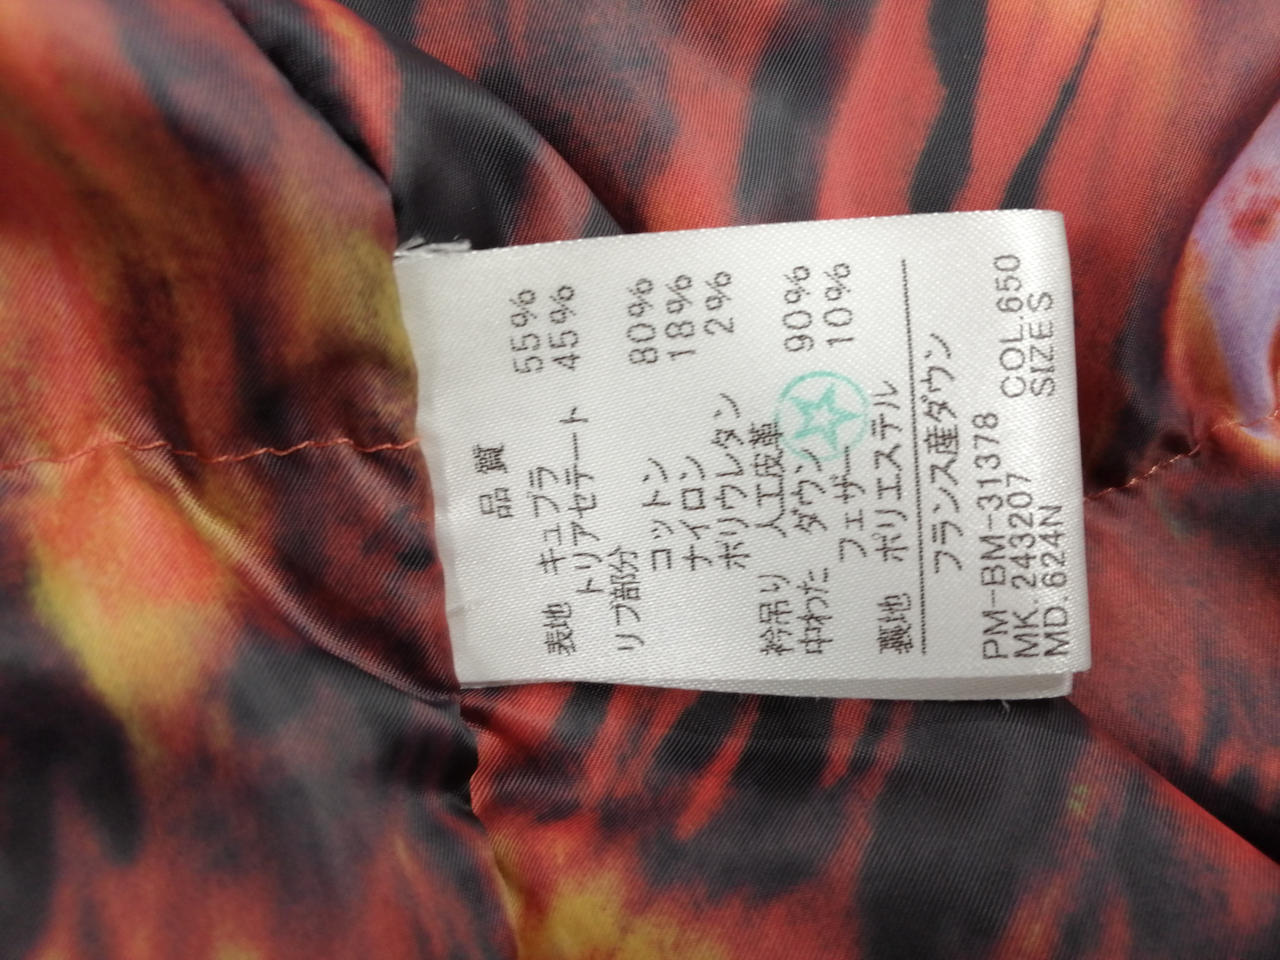 品質
表地 キュプラ 55%
トリアセテート 45%
リブ部分
コットン 80%
ナイロン 18%
ポリウレタン 2%
衿吊り 人工皮革
中わた ダウン 90%
フェザー 10%
裏地 ポリエステル
フランス産ダウン
PM-BM-31378 COL.650
MK.243207 SIZE S
MD.624N